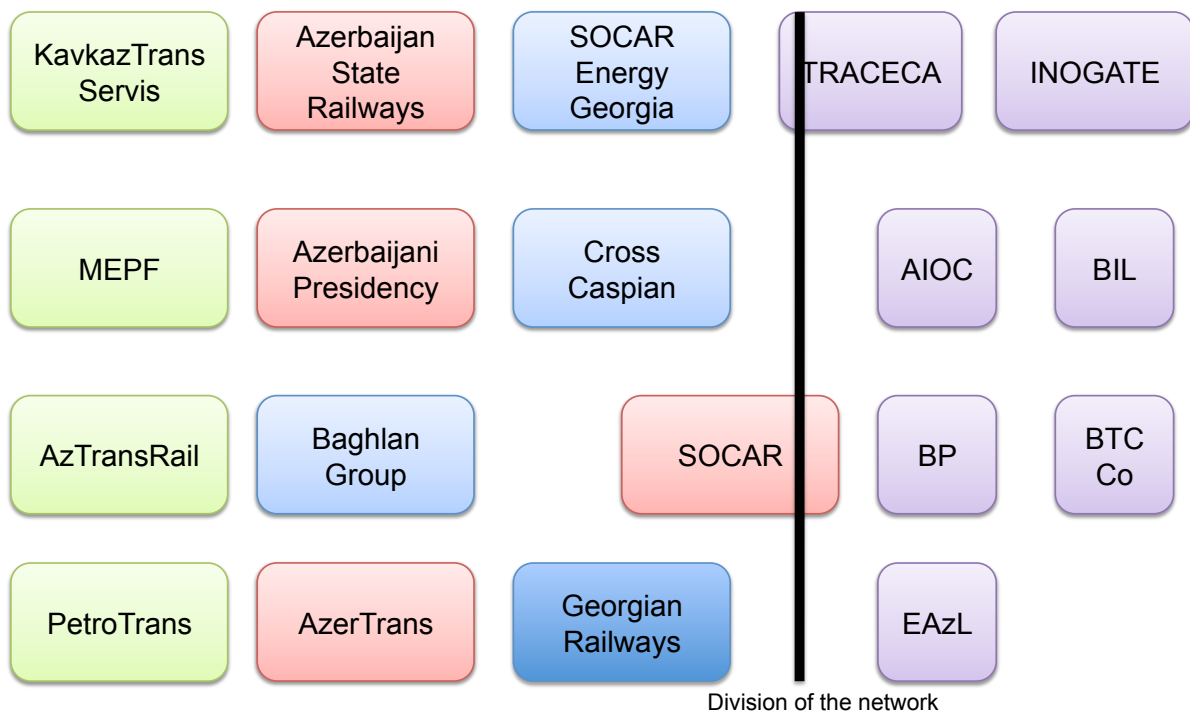 KavkazTrans
Servis
Azerbaijan
State
Railways
SOCAR
Energy
Georgia
TRACECA
INOGATE
MEPF
Azerbaijani
Presidency
Cross
Caspian
AIOC
BIL
AzTransRail
Baghlan
Group
SOCAR
BP
BTC
Co
PetroTrans
AzerTrans
Georgian
Railways
EAzL
Division of the network